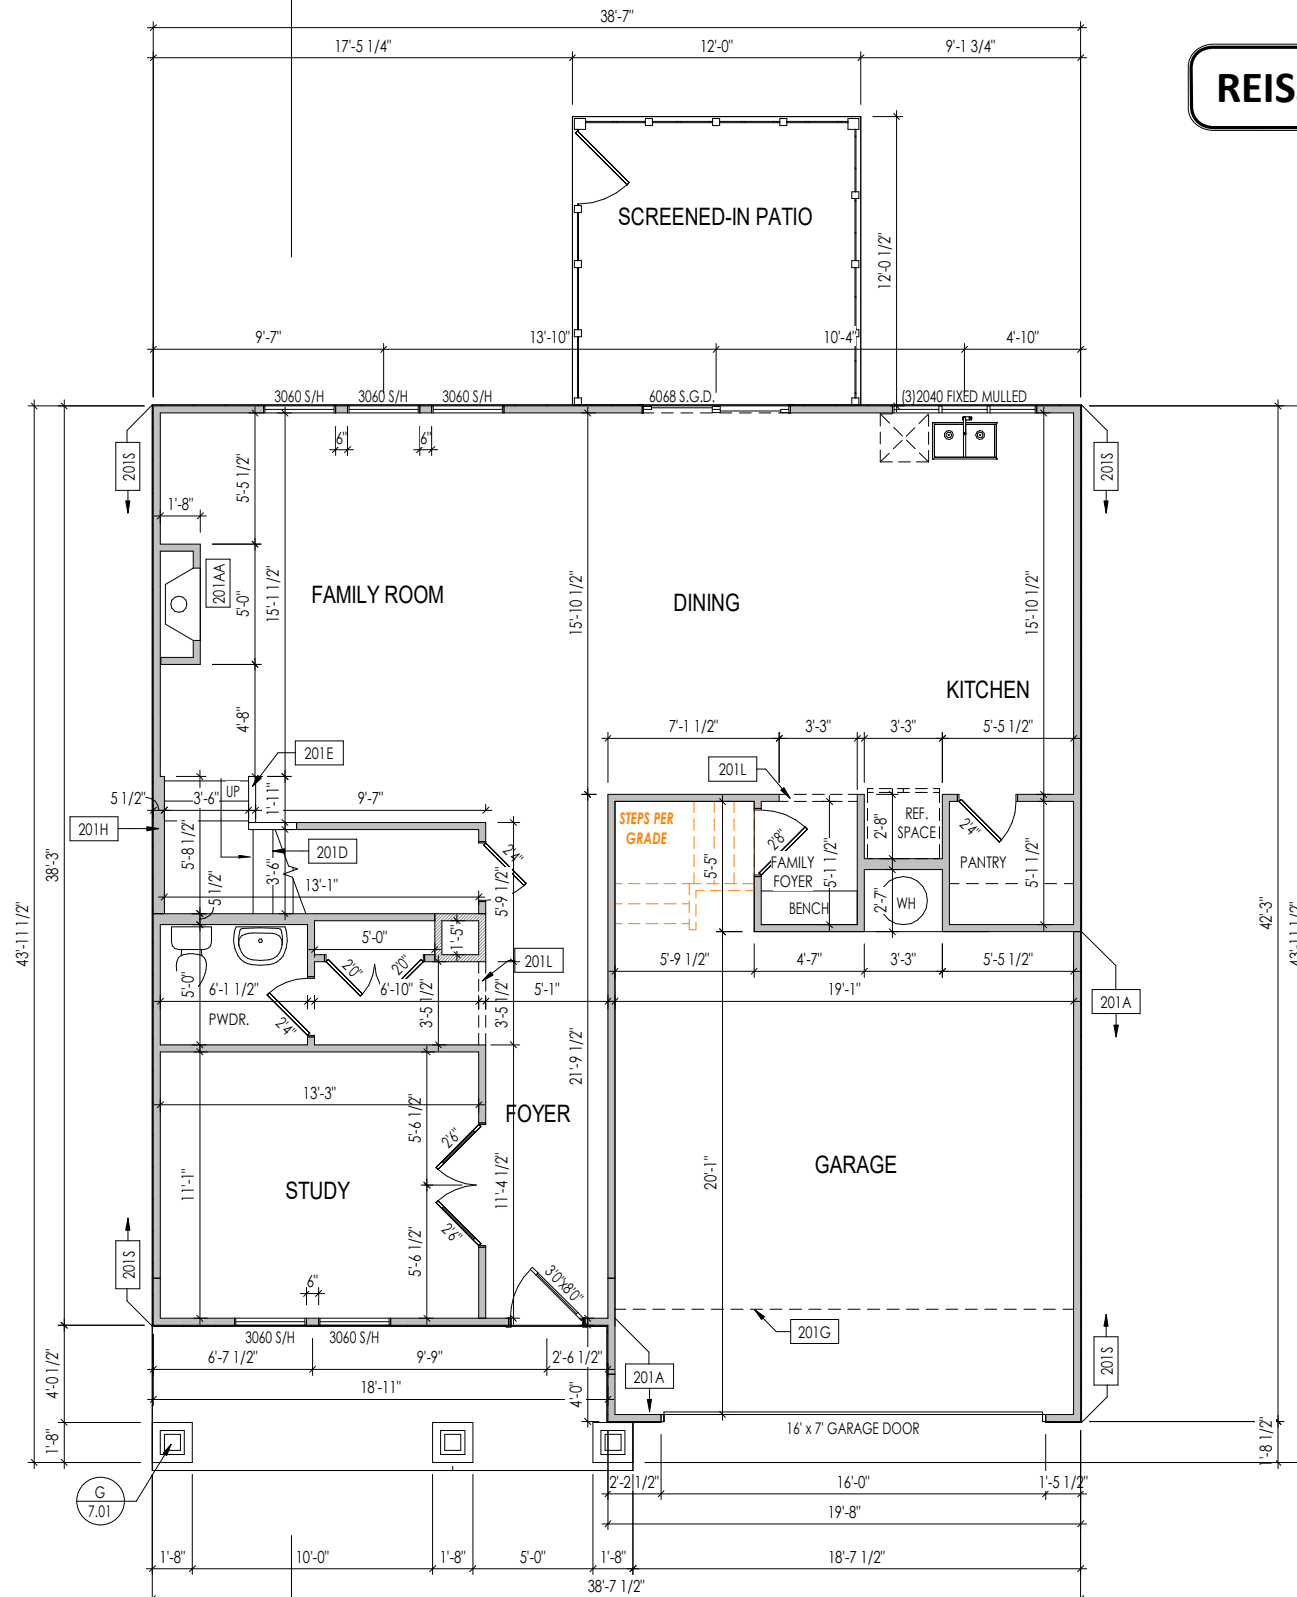 38'-7"
17'-5 1/4"
12'-0"
9'-1 3/4"
REIS
SCREENED-IN PATIO
12'-0 1/2"
9'-7"
13'-10"
10'-4"
4'-10"
3060 S/H
3060 S/H
3060 S/H
6068 S.G.D.
(3)2040 FIXED MULLED
6"
6"
201S
201S
5'-5 1/2"
1'-8"
201AA
5'-0"
15'-1 1/2"
FAMILY ROOM
15'-10 1/2"
DINING
15'-10 1/2"
KITCHEN
4'-8"
7'-1 1/2"
3'-3"
3'-3"
5'-5 1/2"
201E
201L
UP
5 1/2"
3'-6"
1'-11"
9'-7"
201H
STEPS PER
GRADE
2'8"
2'-8"
REF.
SPACE
2'4"
5'-8 1/2"
3'-6"
201D
2'4"
5'-5"
FAMILY
FOYER
5'-1 1/2"
PANTRY
5'-1 1/2"
38'-3"
13'-1"
5'-9 1/2"
5 1/2"
BENCH
2'-7"
WH
43'-11 1/2"
42'-3"
43'-11 1/2"
5'-0"
1'-5"
201L
5'-0"
2'0"
2'0"
5'-9 1/2"
4'-7"
3'-3"
5'-5 1/2"
6'-1 1/2"
6'-10"
3'-5 1/2"
3'-5 1/2"
5'-1"
19'-1"
201A
PWDR.
2'4"
21'-9 1/2"
13'-3"
5'-6 1/2"
FOYER
2'6"
11'-1"
STUDY
11'-4 1/2"
20'-1"
GARAGE
5'-6 1/2"
2'6"
201S
6"
3'0"x8'0"
3060 S/H
3060 S/H
201G
201S
6'-7 1/2"
9'-9"
2'-6 1/2"
201A
4'-0 1/2"
18'-11"
4'-0"
16' x 7' GARAGE DOOR
1'-8"
1'-8 1/2"
G
7.01
2'-2 1/2"
16'-0"
1'-5 1/2"
19'-8"
1'-8"
10'-0"
1'-8"
5'-0"
1'-8"
18'-7 1/2"
38'-7 1/2"